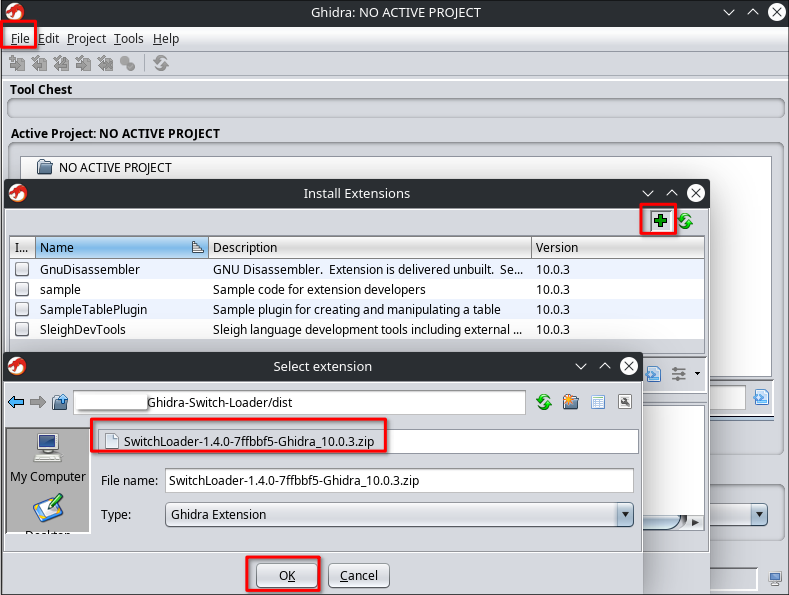 Ghidra: NO ACTIVE PROJECT
File Edit Project Tools Help
Tool Chest
Active Project: NO ACTIVE PROJECT
NO ACTIVE PROJECT
Install Extensions
I... Name Description Version
GnuDisassembler GNU Disassembler. Extension is delivered unbuilt. Se... 10.0.3
sample Sample code for extension developers 10.0.3
SampleTablePlugin Sample plugin for creating and manipulating a table 10.0.3
SleighDevTools Sleigh language development tools including external ... 10.0.3
Select extension
Ghidra-Switch-Loader/dist
SwitchLoader-1.4.0-7ffbbf5-Ghidra_10.0.3.zip
My Computer
File name: SwitchLoader-1.4.0-7ffbbf5-Ghidra_10.0.3.zip
Type: Ghidra Extension
OK Cancel